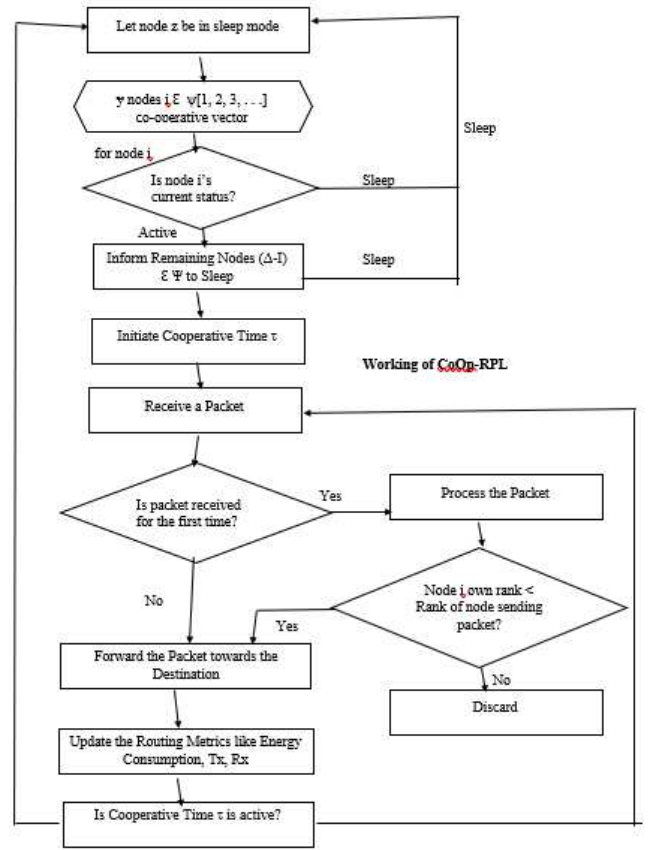 Let node z be in sleep mode
γ nodes i Ɛ ψ[1, 2, 3, . . .]
co-operative vector
Sleep
for node i,
Is node i’s
current status?
Sleep
Active
Inform Remaining Nodes (Δ-I)
Ɛ Ψ to Sleep
Sleep
Initiate Cooperative Time τ
Working of CoOp-RPL
Receive a Packet
Is packet received
for the first time?
Yes
Process the Packet
No
Node i own rank <
Rank of node sending
packet?
Yes
Forward the Packet towards the
Destination
No
Discard
Update the Routing Metrics like Energy
Consumption, Tx, Rx
Is Cooperative Time τ is active?